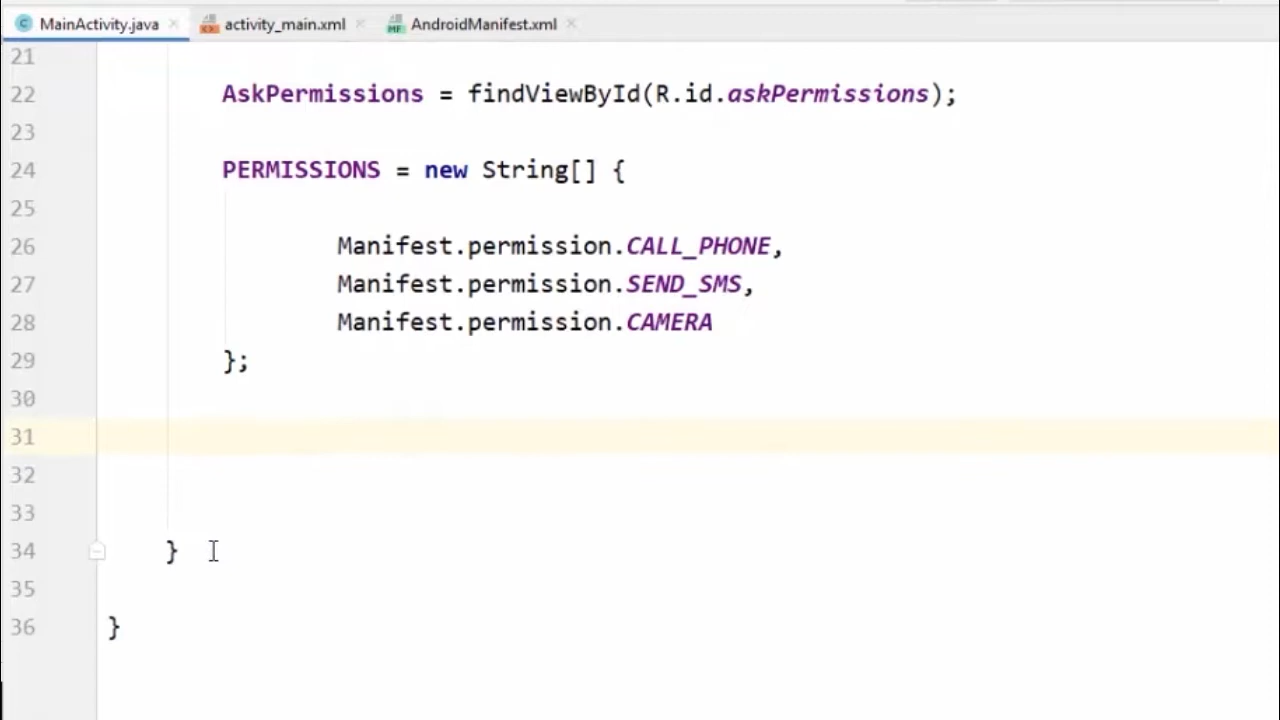 MainActivity.java activity_main.xml AndroidManifest.xml
21
22 AskPermissions = findViewById(R.id.askPermissions);
23
24 PERMISSIONS = new String[] {
25
26 Manifest.permission.CALL_PHONE,
27 Manifest.permission.SEND_SMS,
28 Manifest.permission.CAMERA
29 };
30
31
32
33
34 }
35
36 }